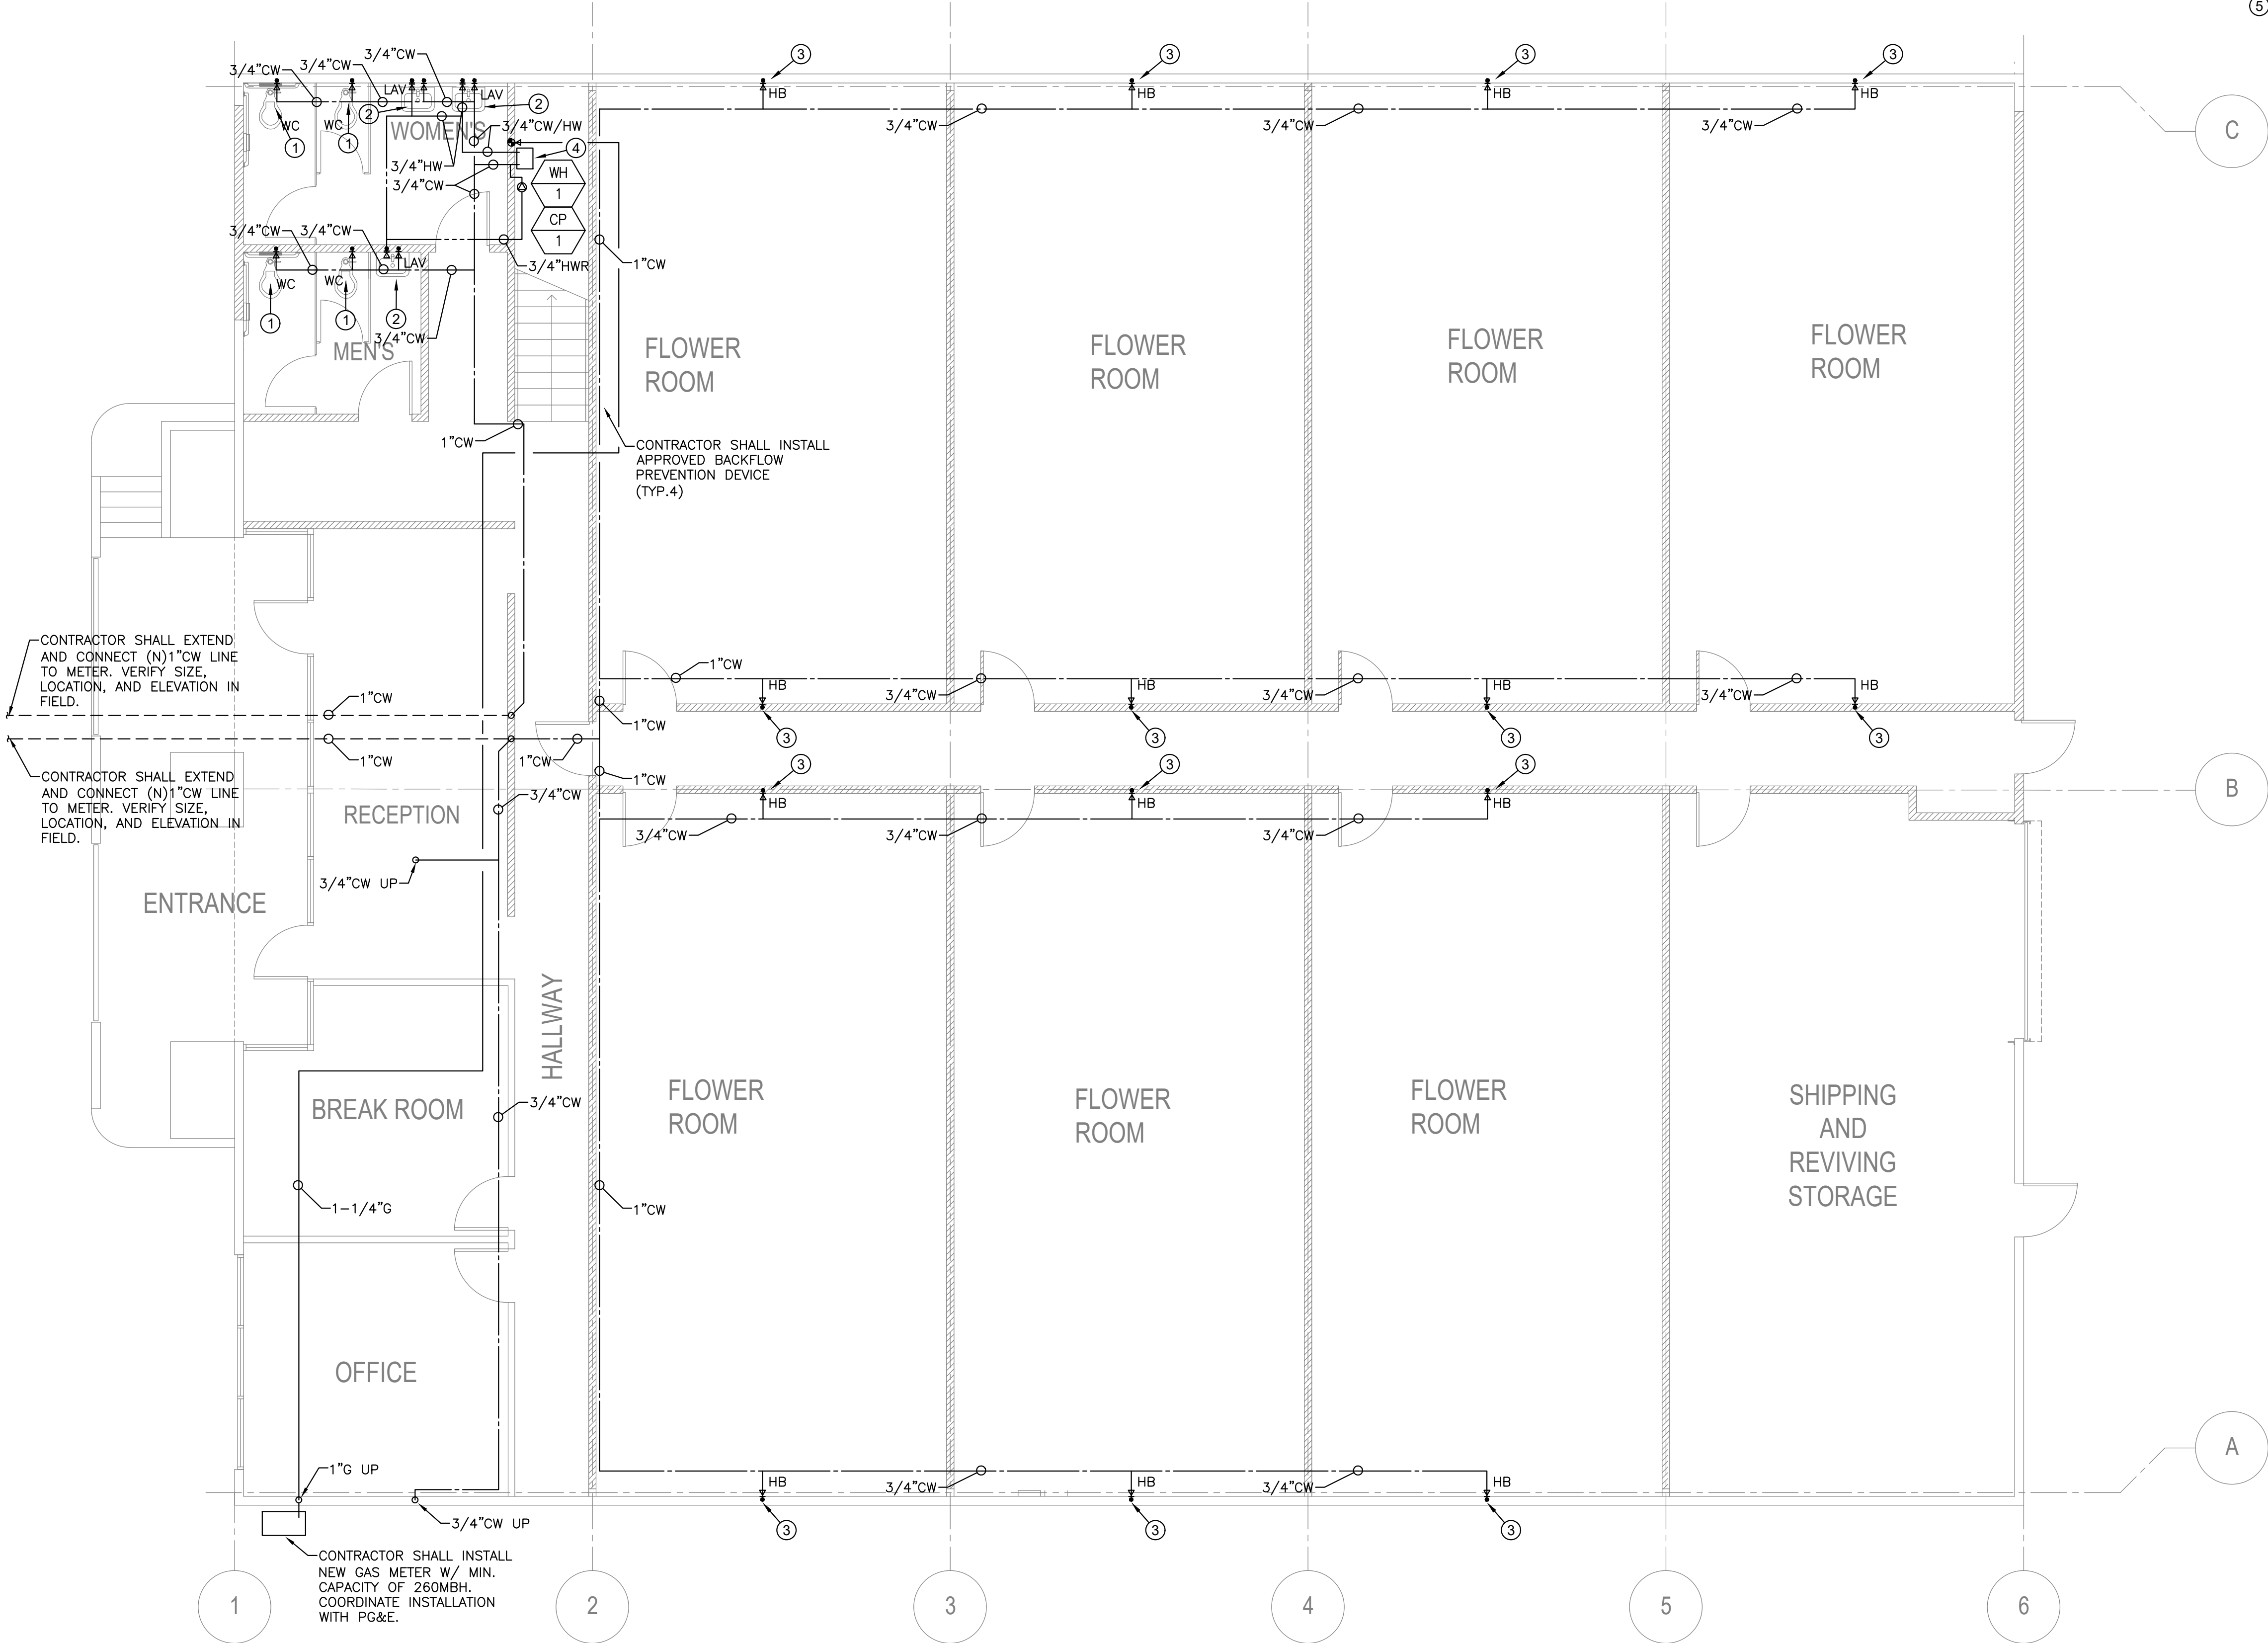 5
3
3
3
3
3/4"CW
3/4"CW
3/4"CW
LAV
LAV
HB
HB
HB
HB
2
2
WC
WC
WOMEN'S
3/4"CW/HW
3/4"CW
3/4"CW
3/4"CW
C
1
1
4
3/4"HW
WH
1
3/4"CW
CP
1
3/4"CW
3/4"CW
LAV
3/4"HWR
1"CW
WC
WC
1
1
2
3/4"CW
MEN'S
FLOWER
ROOM
FLOWER
ROOM
FLOWER
ROOM
FLOWER
ROOM
1"CW
CONTRACTOR SHALL INSTALL
APPROVED BACKFLOW
PREVENTION DEVICE
(TYP.4)
CONTRACTOR SHALL EXTEND
AND CONNECT (N)1"CW LINE
TO METER. VERIFY SIZE,
LOCATION, AND ELEVATION IN
FIELD.
1"CW
1"CW
HB
3/4"CW
HB
3/4"CW
HB
3/4"CW
HB
1"CW
3
3
3
3
1"CW
1"CW
CONTRACTOR SHALL EXTEND
AND CONNECT (N)1"CW LINE
TO METER. VERIFY SIZE,
LOCATION, AND ELEVATION IN
FIELD.
1"CW
3
3
3
3/4"CW
HB
HB
HB
B
RECEPTION
3/4"CW
3/4"CW
3/4"CW
3/4"CW UP
ENTRANCE
HALLWAY
BREAK ROOM
3/4"CW
FLOWER
ROOM
FLOWER
ROOM
FLOWER
ROOM
SHIPPING
AND
REVIVING
STORAGE
1-1/4"G
1"CW
OFFICE
A
1"G UP
HB
3/4"CW
HB
3/4"CW
HB
3/4"CW UP
3
3
3
CONTRACTOR SHALL INSTALL
NEW GAS METER W/ MIN.
CAPACITY OF 260MBH.
COORDINATE INSTALLATION
WITH PG&E.
1
2
3
4
5
6